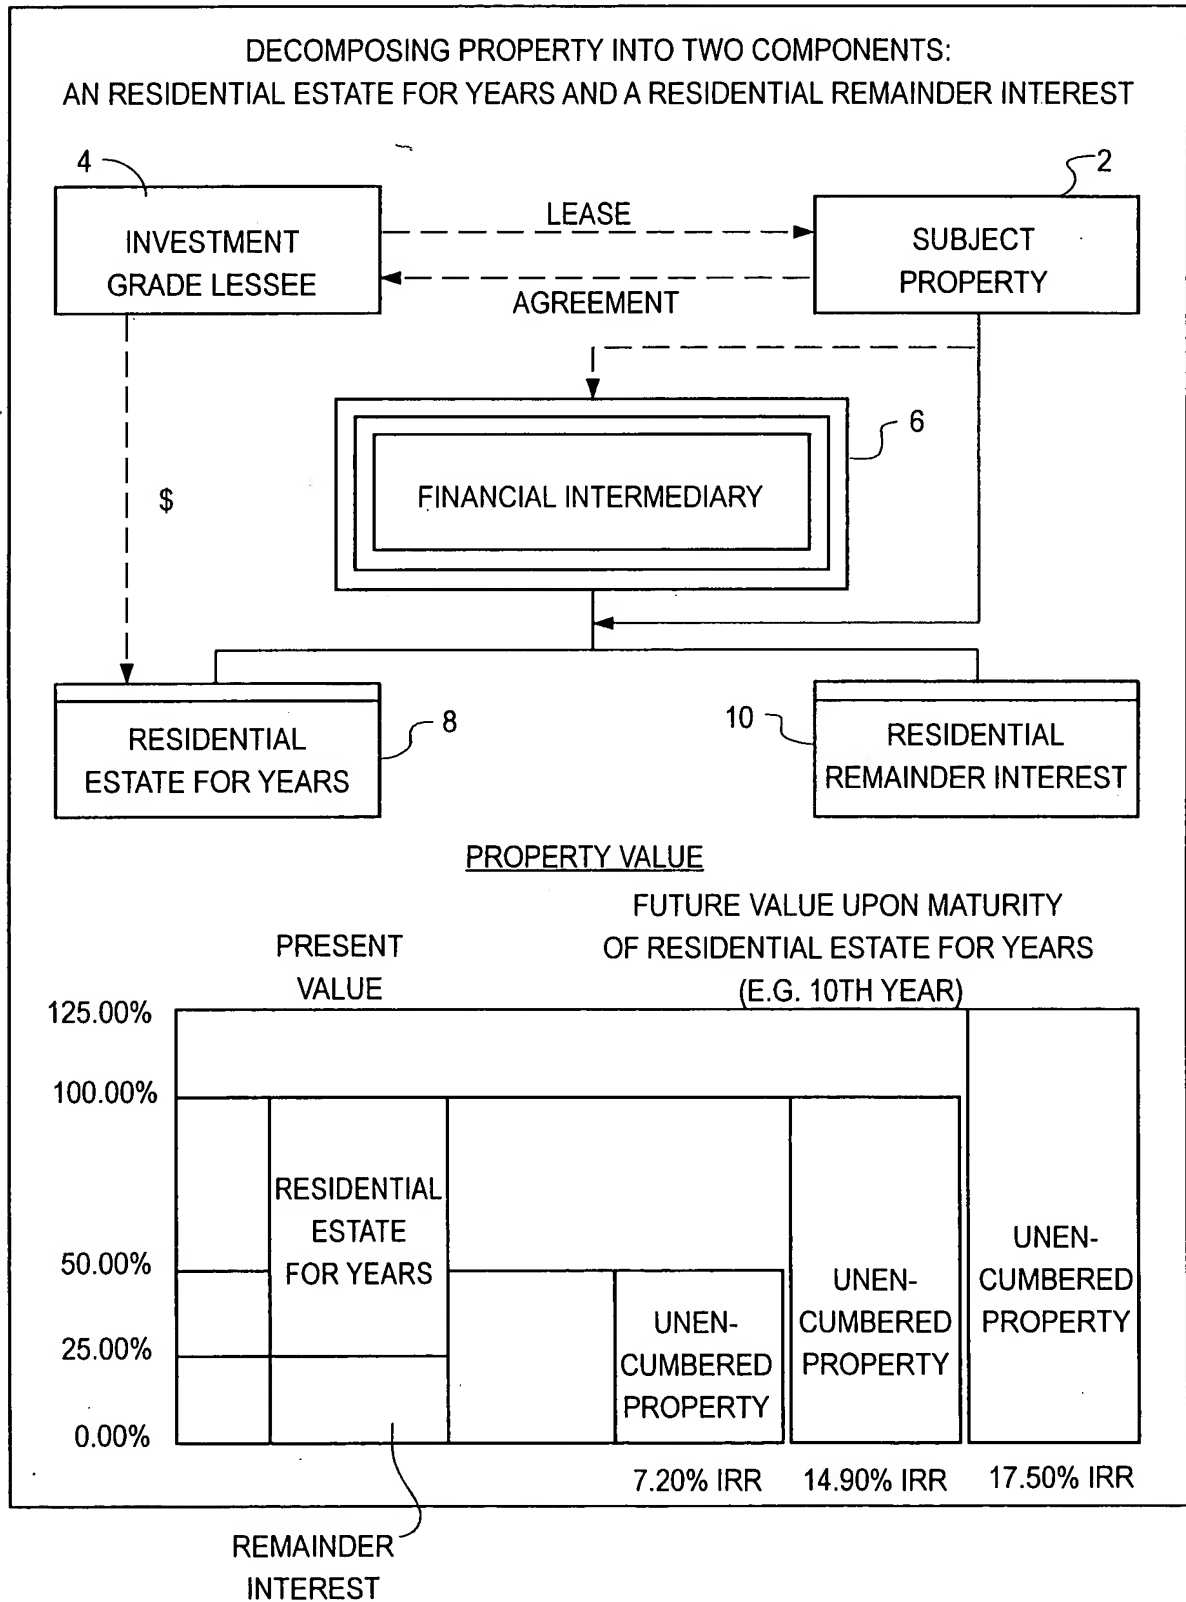 DECOMPOSING PROPERTY INTO TWO COMPONENTS:
AN RESIDENTIAL ESTATE FOR YEARS AND A RESIDENTIAL REMAINDER INTEREST
4
2
INVESTMENT
GRADE LESSEE
LEASE
AGREEMENT
SUBJECT
PROPERTY
6
FINANCIAL INTERMEDIARY
$
RESIDENTIAL
ESTATE FOR YEARS
8
10
RESIDENTIAL
REMAINDER INTEREST
PROPERTY VALUE
PRESENT
VALUE
FUTURE VALUE UPON MATURITY
OF RESIDENTIAL ESTATE FOR YEARS
(E.G. 10TH YEAR)
125.00%
100.00%
50.00%
25.00%
0.00%
RESIDENTIAL
ESTATE
FOR YEARS
UNEN-
CUMBERED
PROPERTY
UNEN-
CUMBERED
PROPERTY
UNEN-
CUMBERED
PROPERTY
7.20% IRR
14.90% IRR
17.50% IRR
REMAINDER
INTEREST